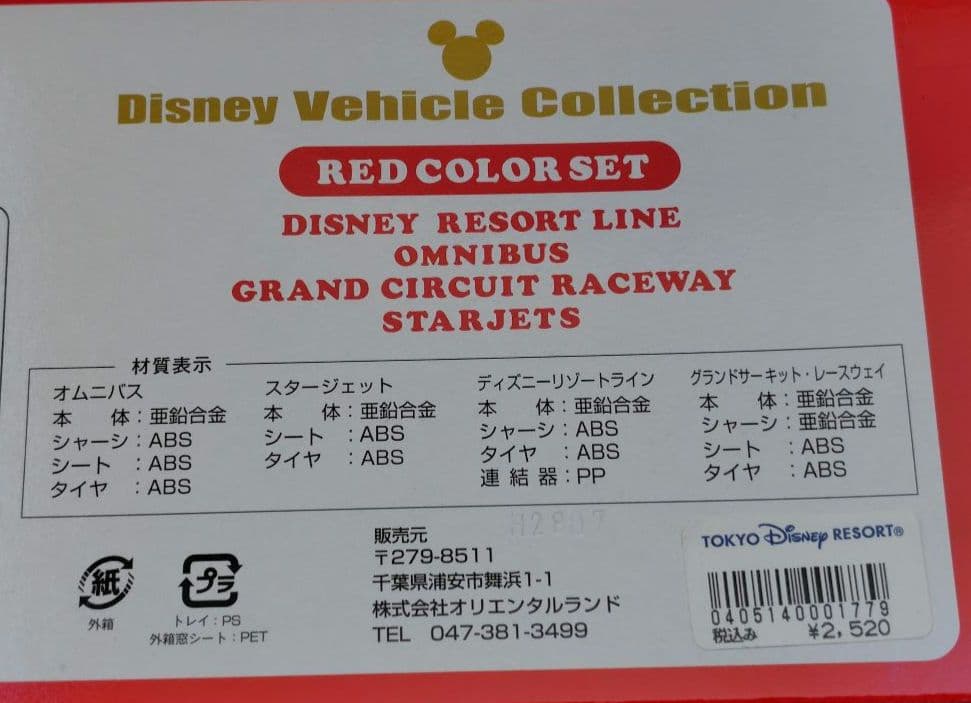 Disney Vehicle Collection
RED COLOR SET
DISNEY RESORT LINE
OMNIBUS
GRAND CIRCUIT RACEWAY
STARJETS
材質表示
オムニバス
本 体：亜鉛合金
シャーシ：ABS
シート ：ABS
タイヤ ：ABS
スタージェット
本 体：亜鉛合金
シート ：ABS
タイヤ ：ABS
ディズニーリゾートライン
本 体：亜鉛合金
シャーシ：ABS
タイヤ ：ABS
連結器：PP
グランドサーキット・レースウェイ
本 体：亜鉛合金
シャーシ：亜鉛合金
シート ：ABS
タイヤ ：ABS
紙
外箱
プラ
トレイ：PS
外箱窓シート：PET
販売元
〒279-8511
千葉県浦安市舞浜1-1
株式会社オリエンタルランド
TEL 047-381-3499
TOKYO Disney RESORT®
0405140001779
税込み ¥2,520